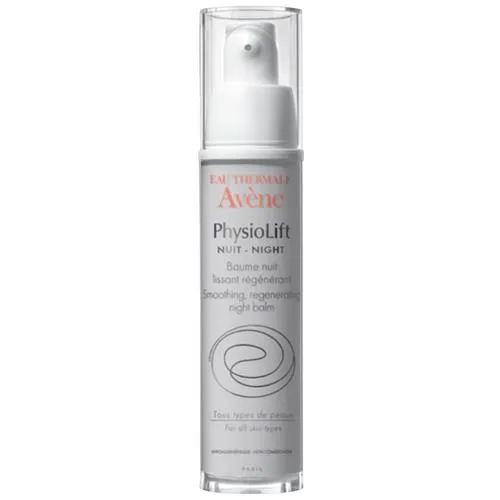 EAU THERMALE
Avène
PhysioLift
NUIT - NIGHT
Baume nuit
lissant régénérant
Smoothing, regenerating
night balm
Tous types de peaux
For all skin types
PARIS